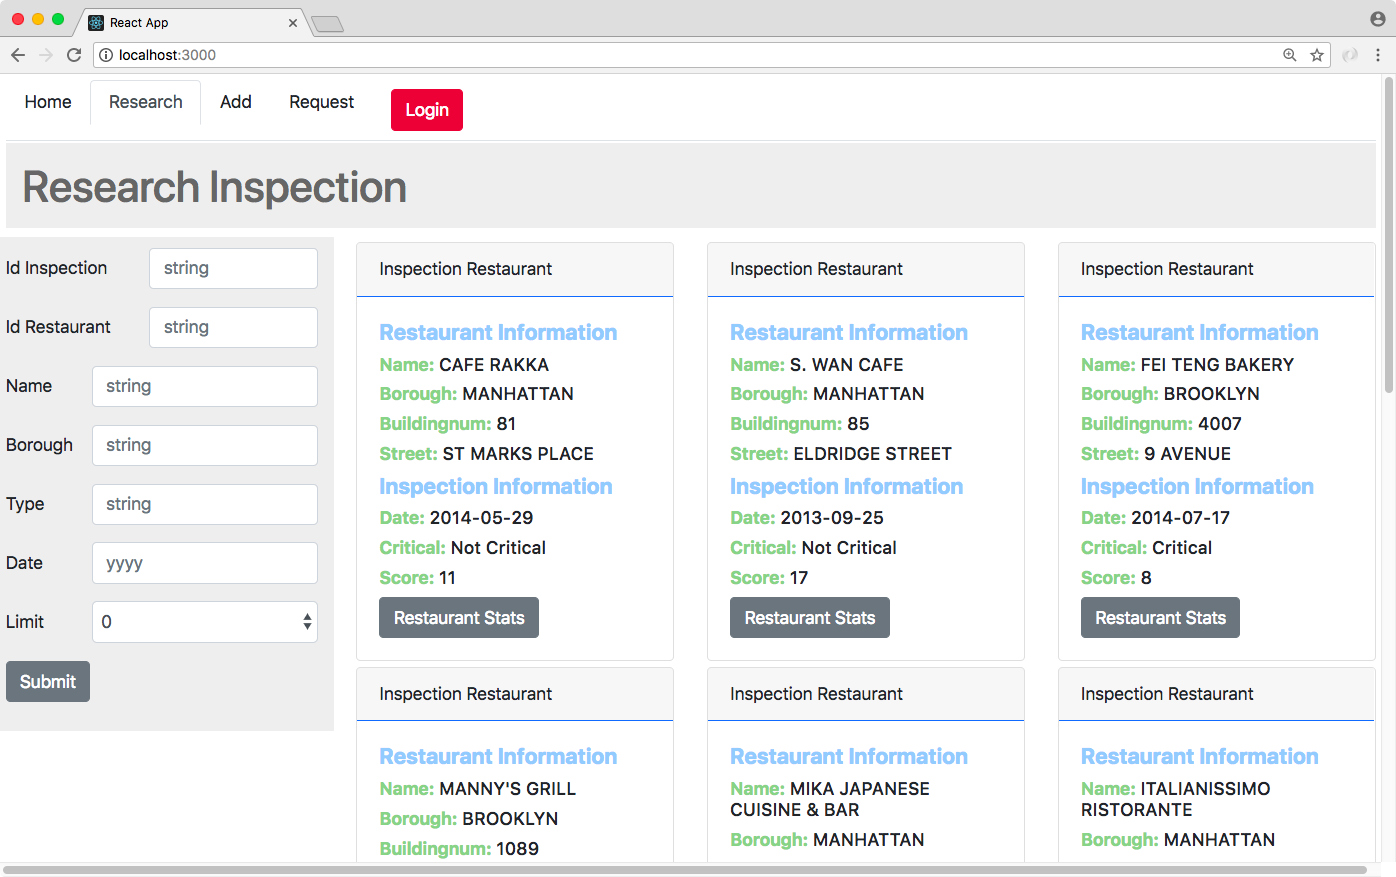 React App
localhost:3000
Home Research Add Request Login
Research Inspection
Id Inspection string
Id Restaurant string
Name string
Borough string
Type string
Date yyyy
Limit 0
Submit
Inspection Restaurant
Restaurant Information
Name: CAFE RAKKA
Borough: MANHATTAN
Buildingnum: 81
Street: ST MARKS PLACE
Inspection Information
Date: 2014-05-29
Critical: Not Critical
Score: 11
Restaurant Stats
Inspection Restaurant
Restaurant Information
Name: S. WAN CAFE
Borough: MANHATTAN
Buildingnum: 85
Street: ELDRIDGE STREET
Inspection Information
Date: 2013-09-25
Critical: Not Critical
Score: 17
Restaurant Stats
Inspection Restaurant
Restaurant Information
Name: FEI TENG BAKERY
Borough: BROOKLYN
Buildingnum: 4007
Street: 9 AVENUE
Inspection Information
Date: 2014-07-17
Critical: Critical
Score: 8
Restaurant Stats
Inspection Restaurant
Restaurant Information
Name: MANNY'S GRILL
Borough: BROOKLYN
Buildingnum: 1089
Inspection Restaurant
Restaurant Information
Name: MIKA JAPANESE
CUISINE & BAR
Borough: MANHATTAN
Inspection Restaurant
Restaurant Information
Name: ITALIANISSIMO
RISTORANTE
Borough: MANHATTAN